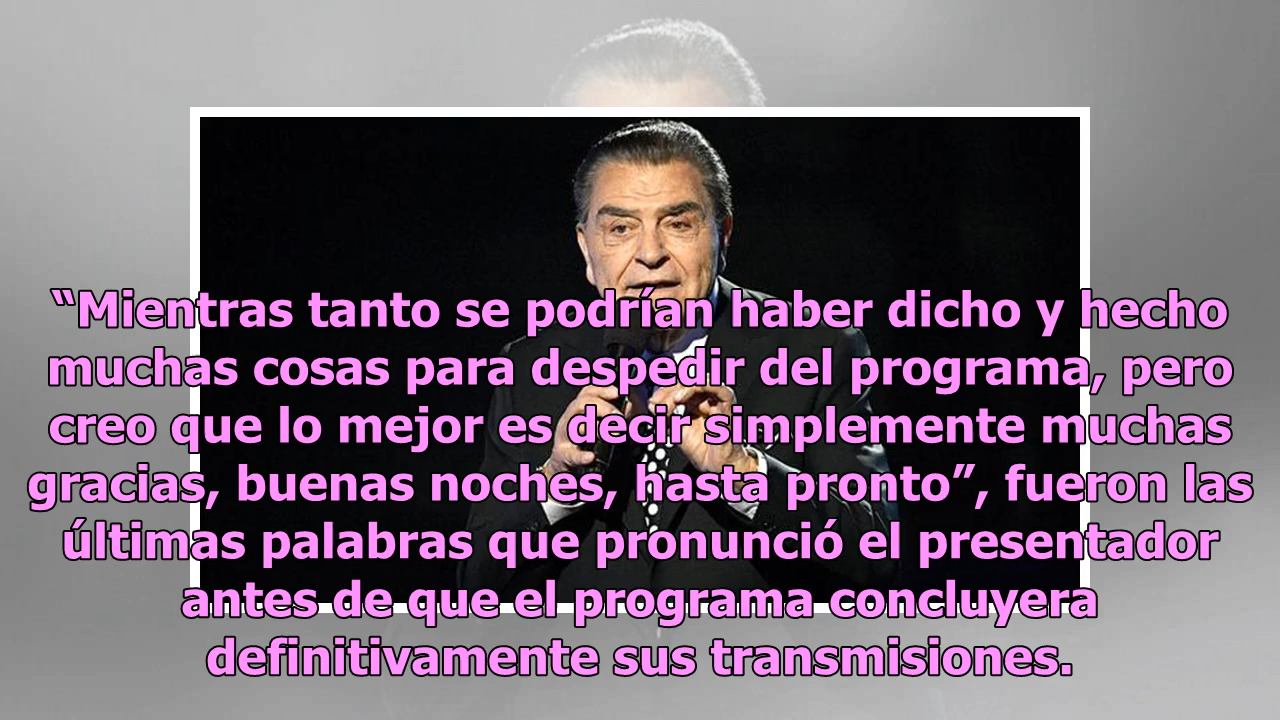 “Mientras tanto se podrían haber dicho y hecho
muchas cosas para despedir del programa, pero
creo que lo mejor es decir simplemente muchas
gracias, buenas noches, hasta pronto”, fueron las
últimas palabras que pronunció el presentador
antes de que el programa concluyera
definitivamente sus transmisiones.